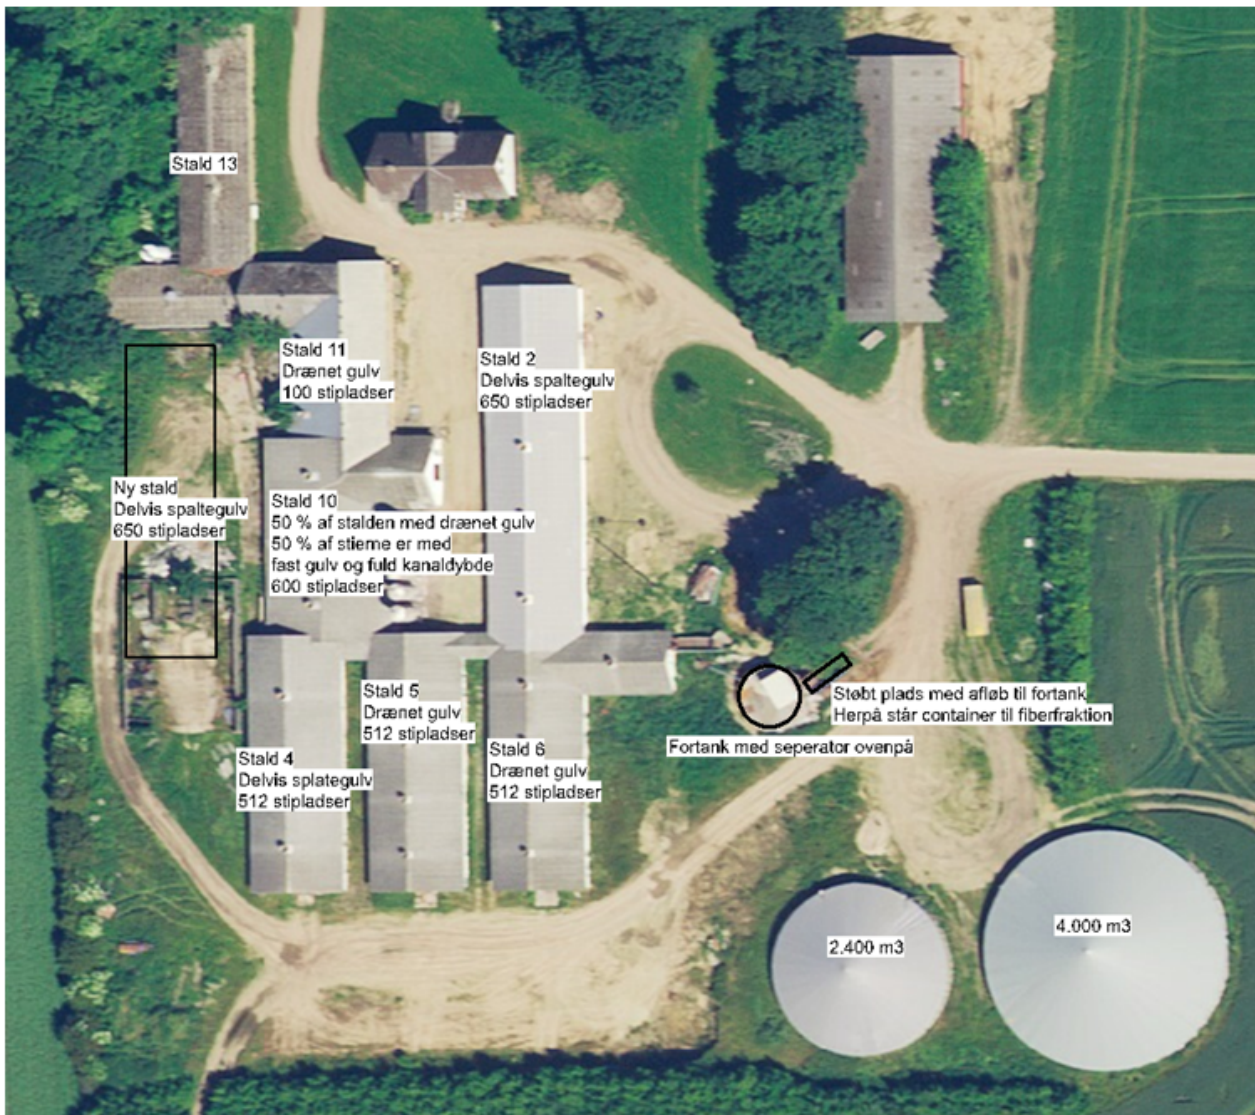 Stald 13
Stald 11
Drænet gulv
100 stipladser
Stald 2
Delvis spaltegulv
650 stipladser
Ny stald
Delvis spaltegulv
650 stipladser
Stald 10
50 % af stalden med drænet gulv
50 % af stierne er med
fast gulv og fuld kanaldybde
600 stipladser
Stald 5
Drænet gulv
512 stipladser
Støbt plads med afløb til fortank
Herpå står container til fiberfraktion
Fortank med seperator ovenpå
Stald 4
Delvis splategulv
512 stipladser
Stald 6
Drænet gulv
512 stipladser
2.400 m3
4.000 m3